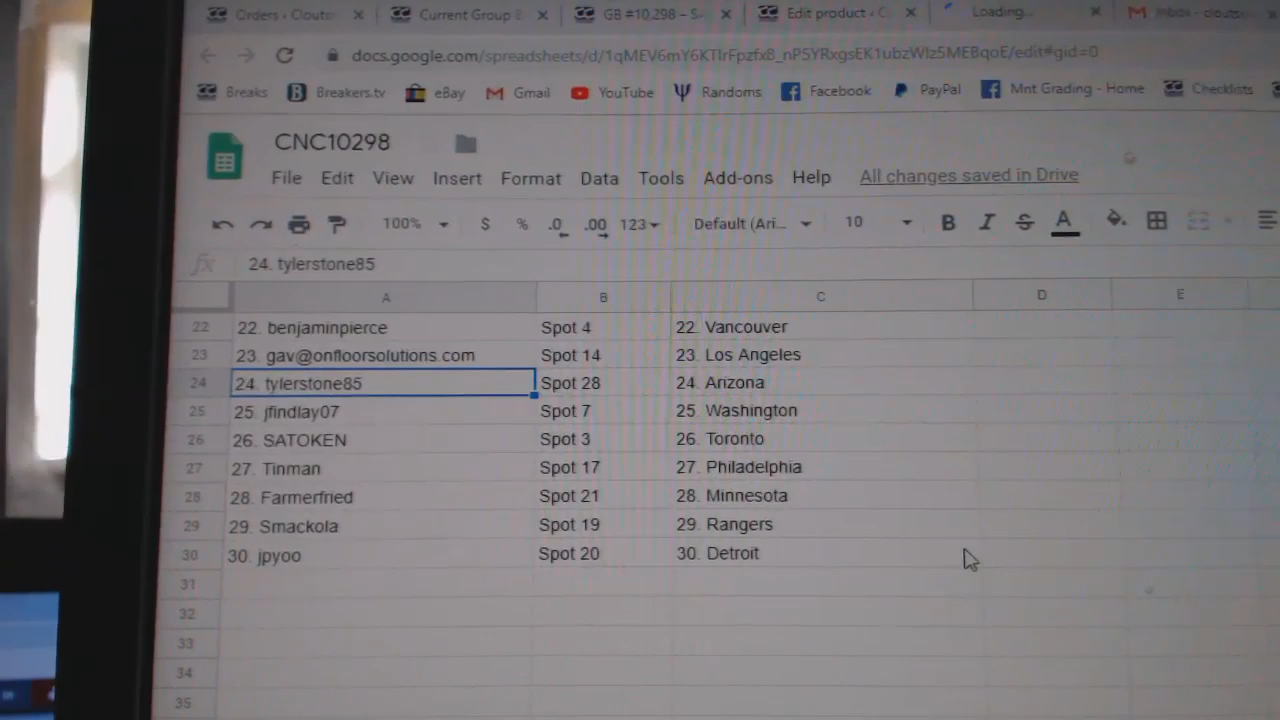 Orders ‹ Clouts
Current Group B
GB #10,298 – S
Edit product ‹ C
Loading...
Inbox - clouts
docs.google.com/spreadsheets/d/1qMEV6mY6KTlrFpzfxB_nP5YRxgsEK1ubzWlz5MEBqoE/edit#gid=0
Breaks Breakers.tv eBay Gmail YouTube Randoms Facebook PayPal Mnt Grading - Home Checklists
CNC10298
File Edit View Insert Format Data Tools Add-ons Help All changes saved in Drive
100% $ % .0 .00 123 Default (Ari... 10 B I S A
fx 24. tylerstone85
A B C D E
22 22. benjaminpierce Spot 4 22. Vancouver
23 23. gav@onfloorsolutions.com Spot 14 23. Los Angeles
24 24. tylerstone85 Spot 28 24. Arizona
25 25. jfindlay07 Spot 7 25. Washington
26 26. SATOKEN Spot 3 26. Toronto
27 27. Tinman Spot 17 27. Philadelphia
28 28. Farmerfried Spot 21 28. Minnesota
29 29. Smackola Spot 19 29. Rangers
30 30. jpyoo Spot 20 30. Detroit
31
32
33
34
35